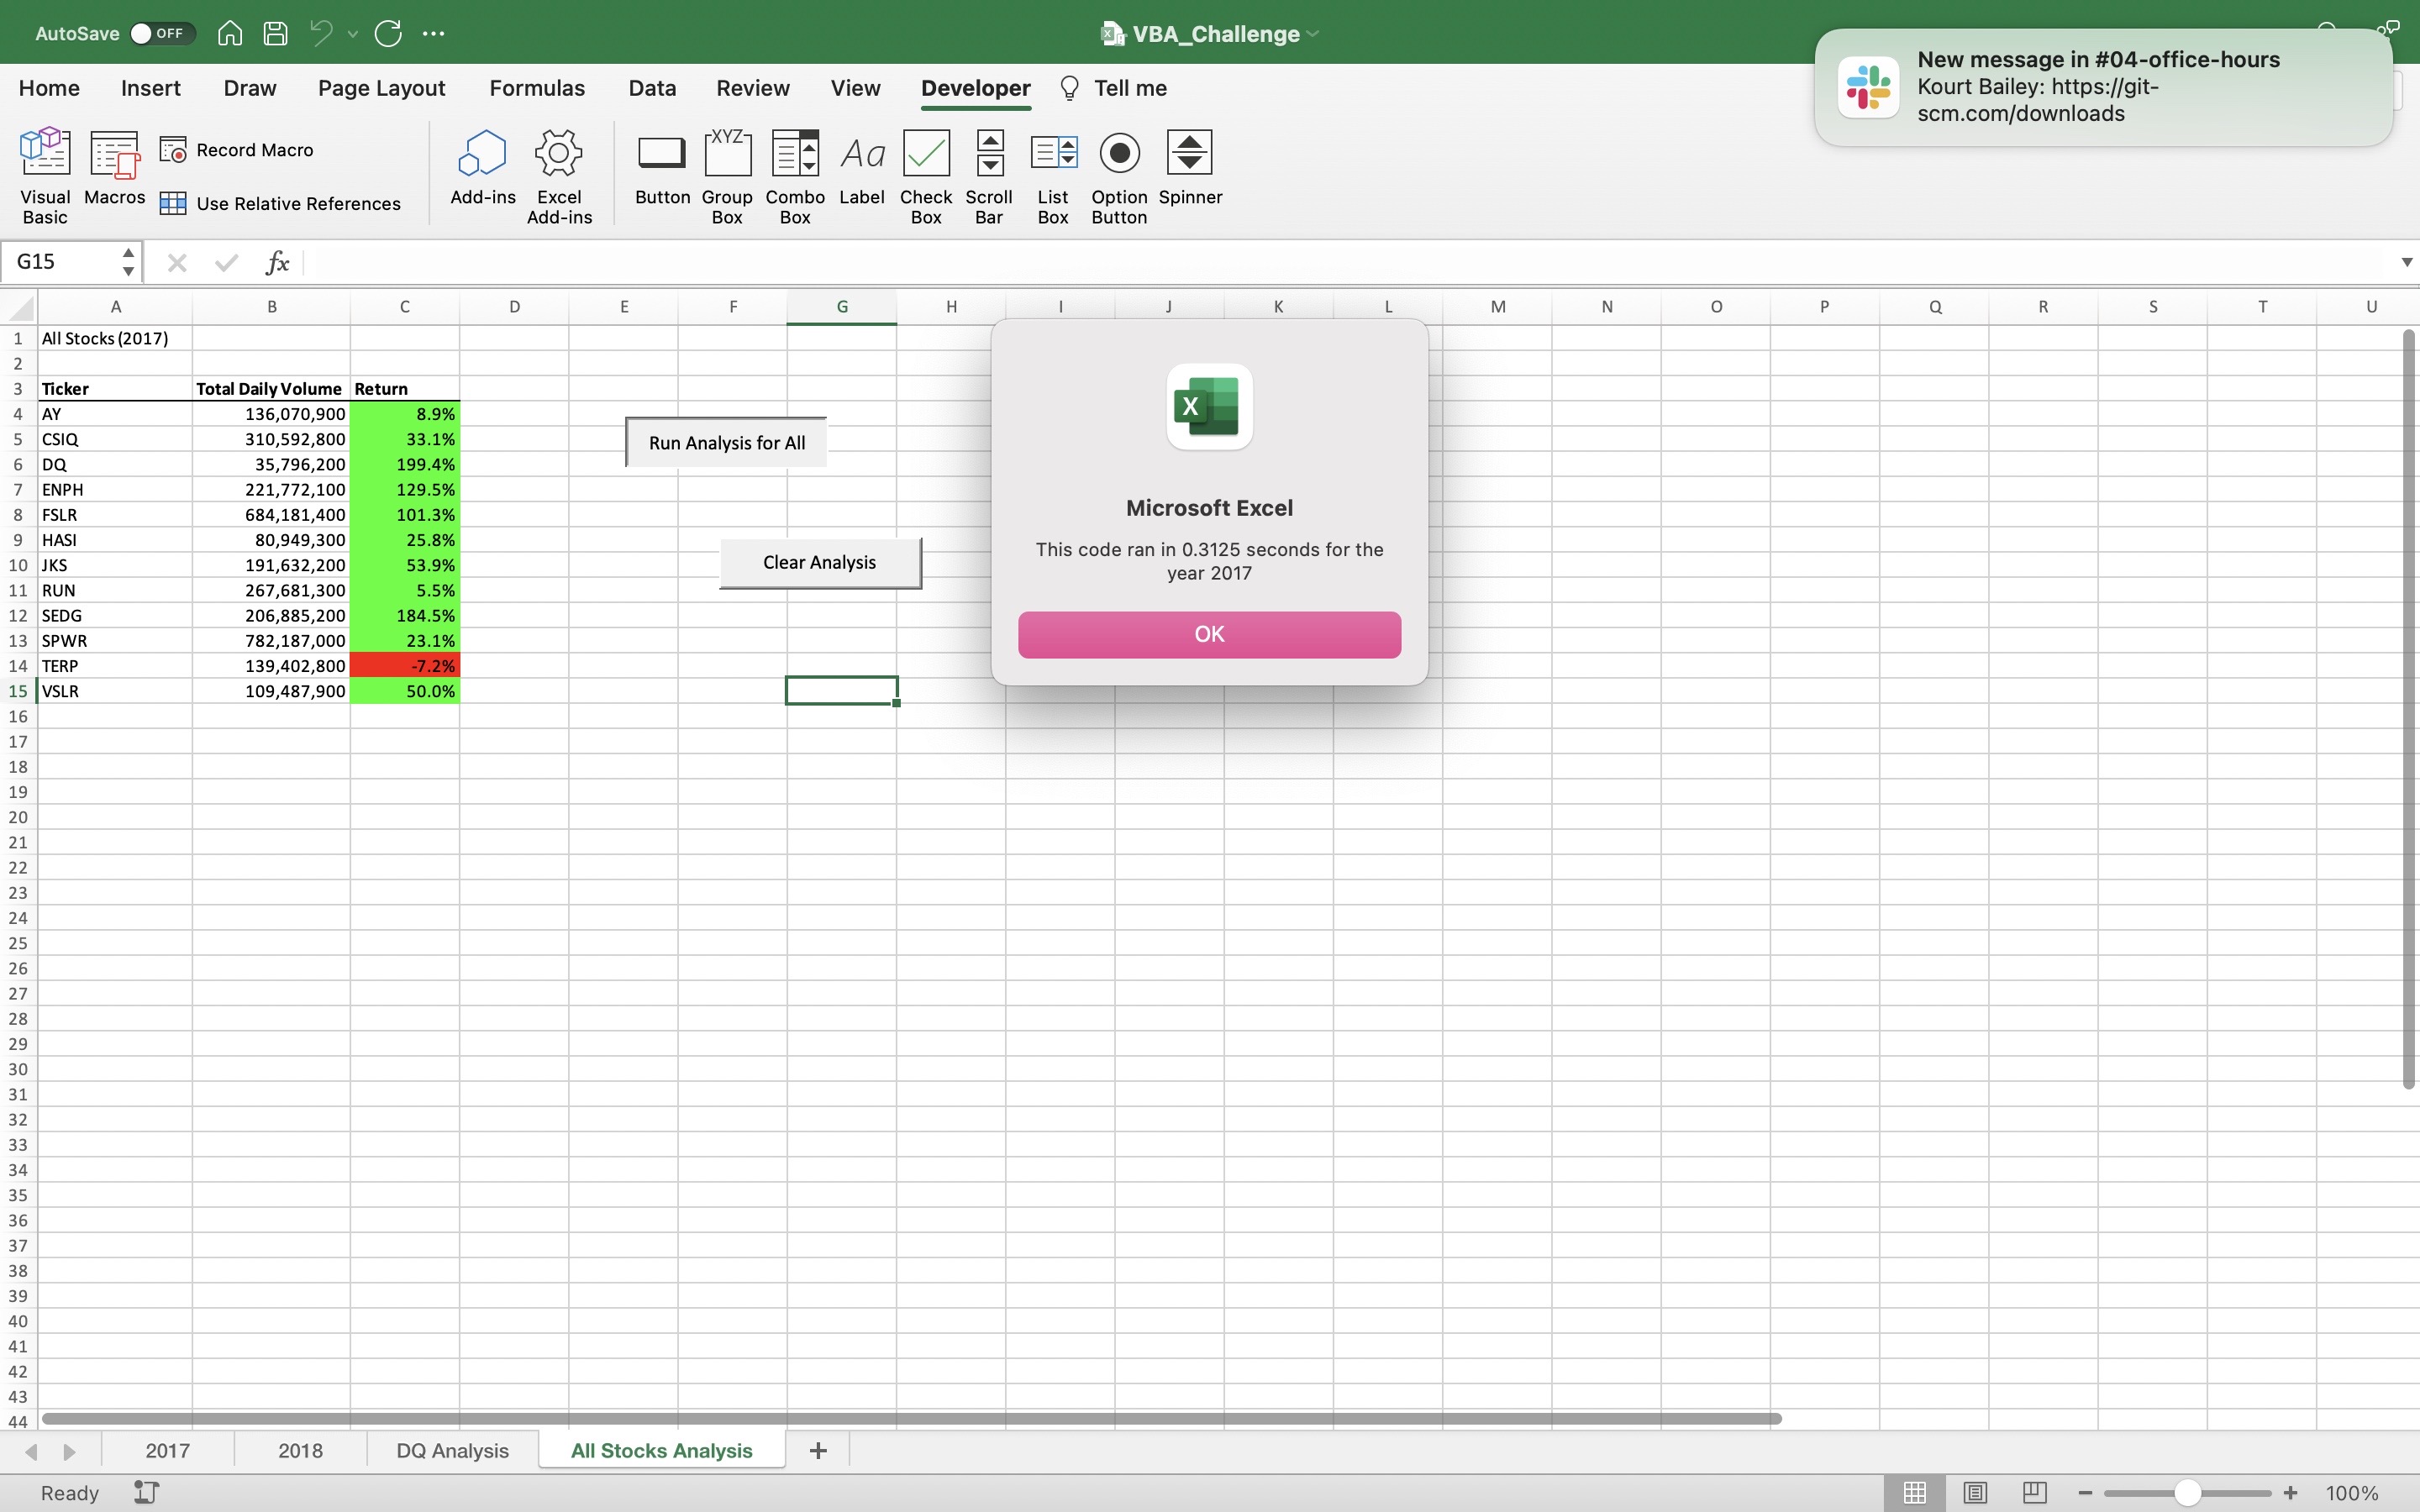 AutoSave OFF
VBA_Challenge
New message in #04-office-hours
Kourt Bailey: https://git-
scm.com/downloads
Home Insert Draw Page Layout Formulas Data Review View Developer Tell me
Visual
Basic
Macros
Record Macro
Use Relative References
Add-ins
Excel
Add-ins
Button
XYZ
Group
Box
Combo
Box
Aa
Label
Check
Box
Scroll
Bar
List
Box
Option
Button
Spinner
G15 fx
A B C D E F G H I J K L M N O P Q R S T U
1 All Stocks (2017)
2
3 Ticker Total Daily Volume Return
4 AY 136,070,900 8.9%
5 CSIQ 310,592,800 33.1%
6 DQ 35,796,200 199.4%
7 ENPH 221,772,100 129.5%
8 FSLR 684,181,400 101.3%
9 HASI 80,949,300 25.8%
10 JKS 191,632,200 53.9%
11 RUN 267,681,300 5.5%
12 SEDG 206,885,200 184.5%
13 SPWR 782,187,000 23.1%
14 TERP 139,402,800 -7.2%
15 VSLR 109,487,900 50.0%
16
17
18
19
20
21
22
23
24
25
26
27
28
29
30
31
32
33
34
35
36
37
38
39
40
41
42
43
44
Run Analysis for All
Clear Analysis
X
Microsoft Excel
This code ran in 0.3125 seconds for the
year 2017
OK
2017 2018 DQ Analysis All Stocks Analysis +
Ready
100%